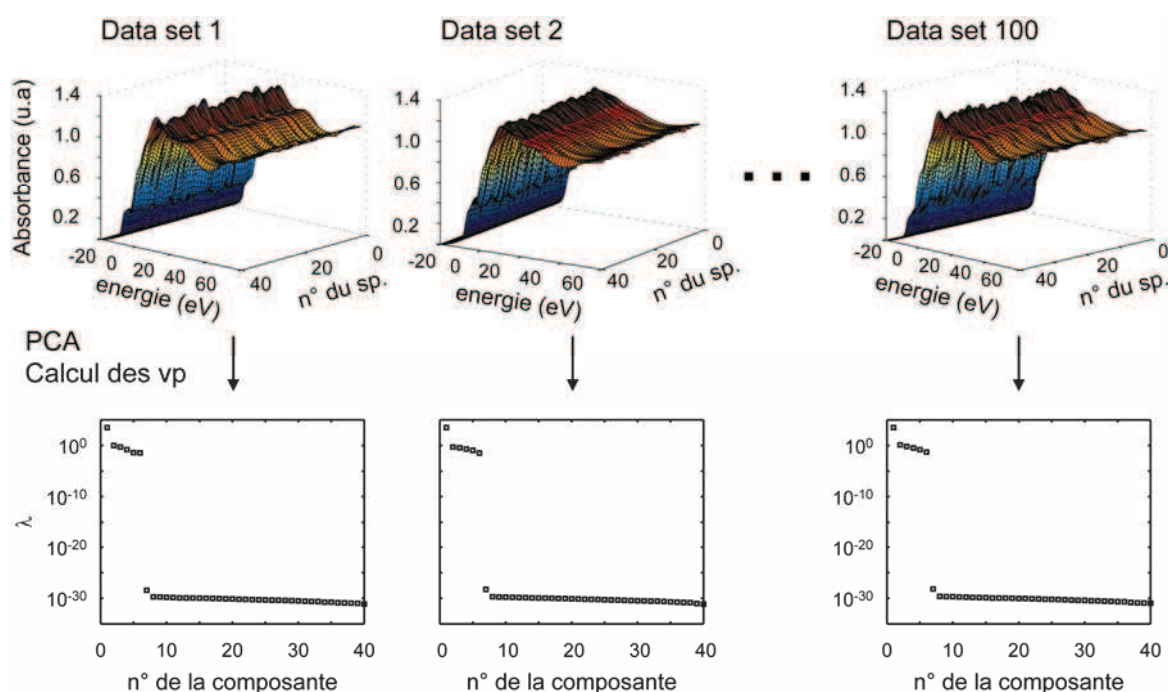 Data set 1
Data set 2
Data set 100
Absorbance (u.a)
1.4
1.0
0.6
0.2
-20
0
20
40
60
energie (eV)
40
20
0
n° du sp.
1.4
1.0
0.6
0.2
-20
0
20
40
60
energie (eV)
40
20
0
n° du sp.
1.4
1.0
0.6
0.2
-20
0
20
40
60
energie (eV)
40
20
0
n° du sp.
PCA
Calcul des vp
λ
10⁰
10⁻¹⁰
10⁻²⁰
10⁻³⁰
0 10 20 30 40
n° de la composante
10⁰
10⁻¹⁰
10⁻²⁰
10⁻³⁰
0 10 20 30 40
n° de la composante
10⁰
10⁻¹⁰
10⁻²⁰
10⁻³⁰
0 10 20 30 40
n° de la composante